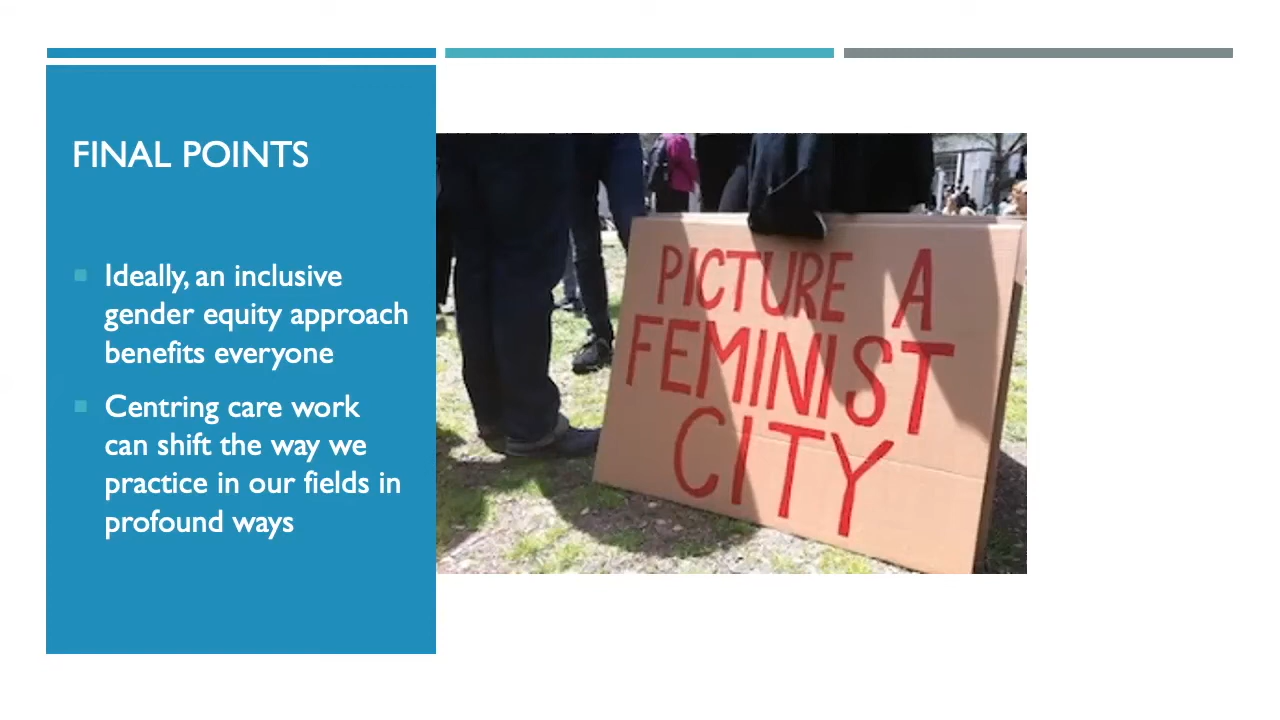 FINAL POINTS
Ideally, an inclusive
gender equity approach
benefits everyone
Centring care work
can shift the way we
practice in our fields in
profound ways
PICTURE A
FEMINIST
CITY